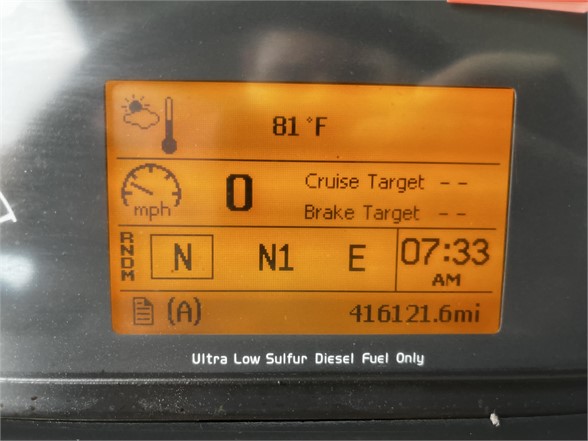 81 °F
mph
0
Cruise Target --
Brake Target --
RNDM
N
N1
E
07:33
AM
(A)
416121.6mi
Ultra Low Sulfur Diesel Fuel Only